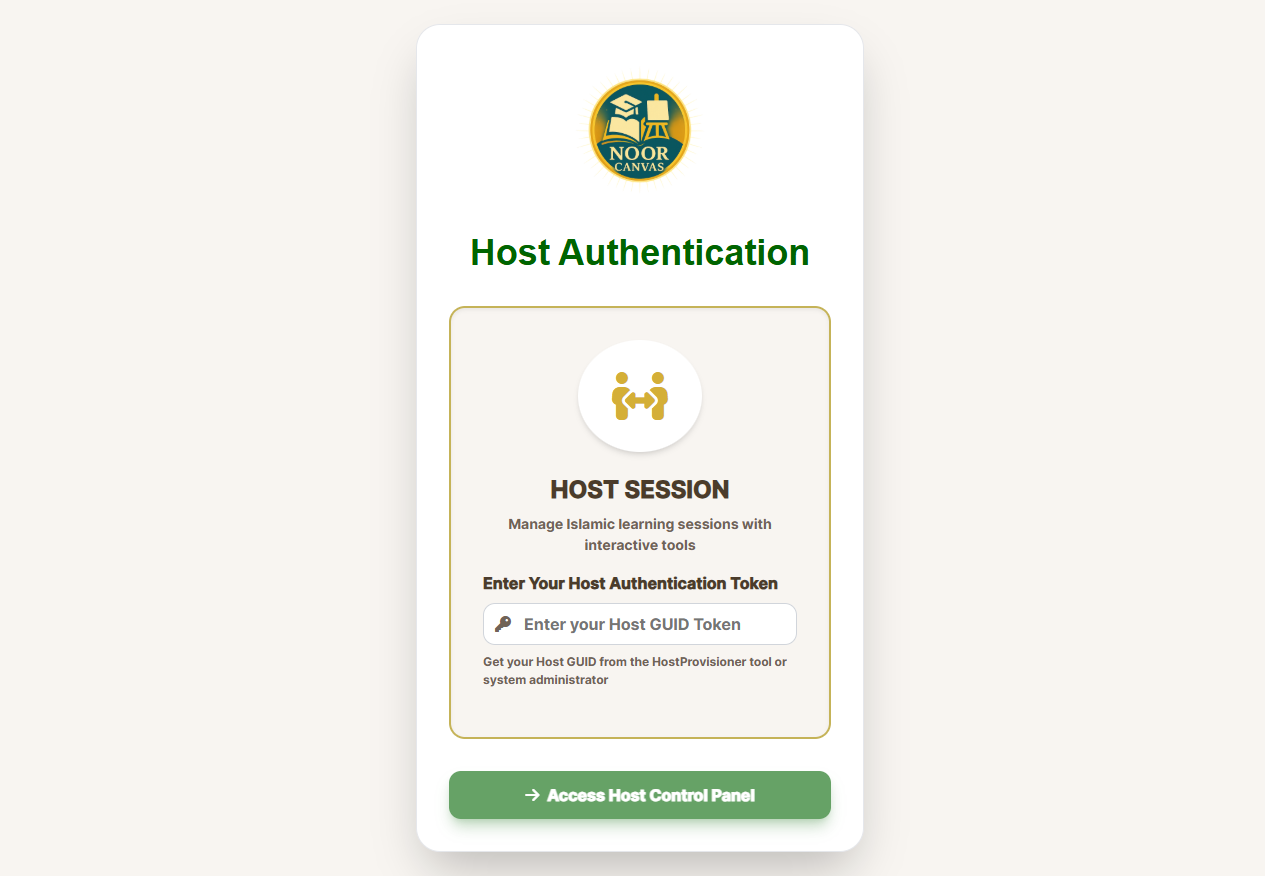 NOOR
CANVAS
Host Authentication
HOST SESSION
Manage Islamic learning sessions with
interactive tools
Enter Your Host Authentication Token
Enter your Host GUID Token
Get your Host GUID from the HostProvisioner tool or
system administrator
Access Host Control Panel